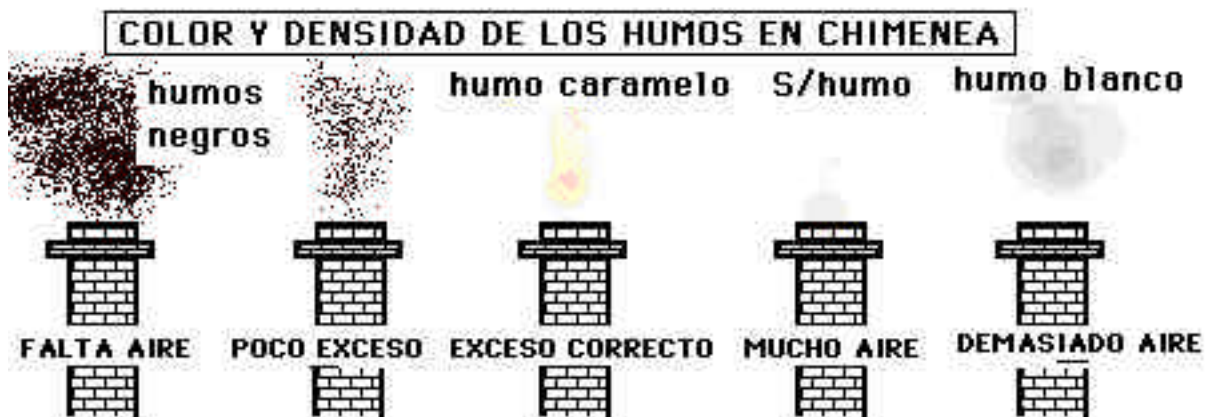 COLOR Y DENSIDAD DE LOS HUMOS EN CHIMENEA
humos
negros
humo caramelo
S/humo
humo blanco
FALTA AIRE
POCO EXCESO
EXCESO CORRECTO
MUCHO AIRE
DEMASIADO AIRE